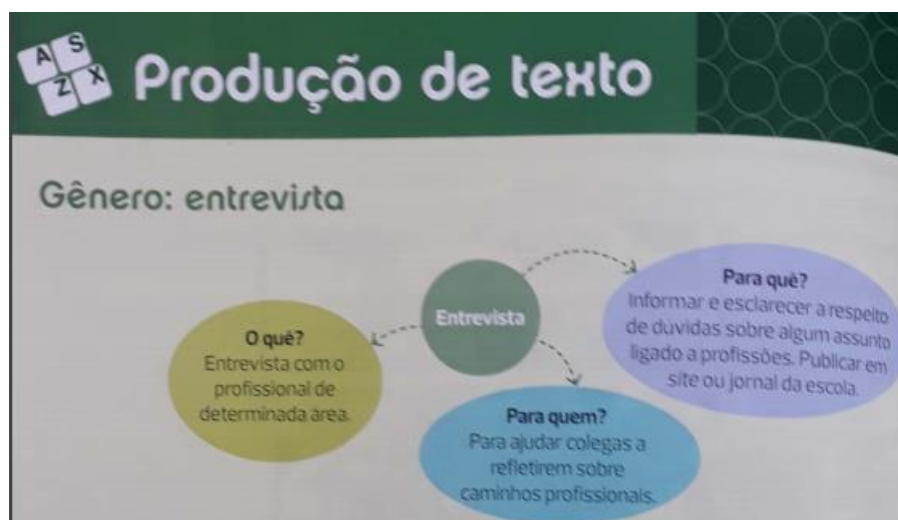 A S
Z X
Produção de texto
Gênero: entrevista
Entrevista
O quê?
Entrevista com o
profissional de
determinada área.
Para quem?
Para ajudar colegas a
refletirem sobre
caminhos profissionais.
Para quê?
Informar e esclarecer a respeito
de dúvidas sobre algum assunto
ligado a profissões. Publicar em
site ou jornal da escola.